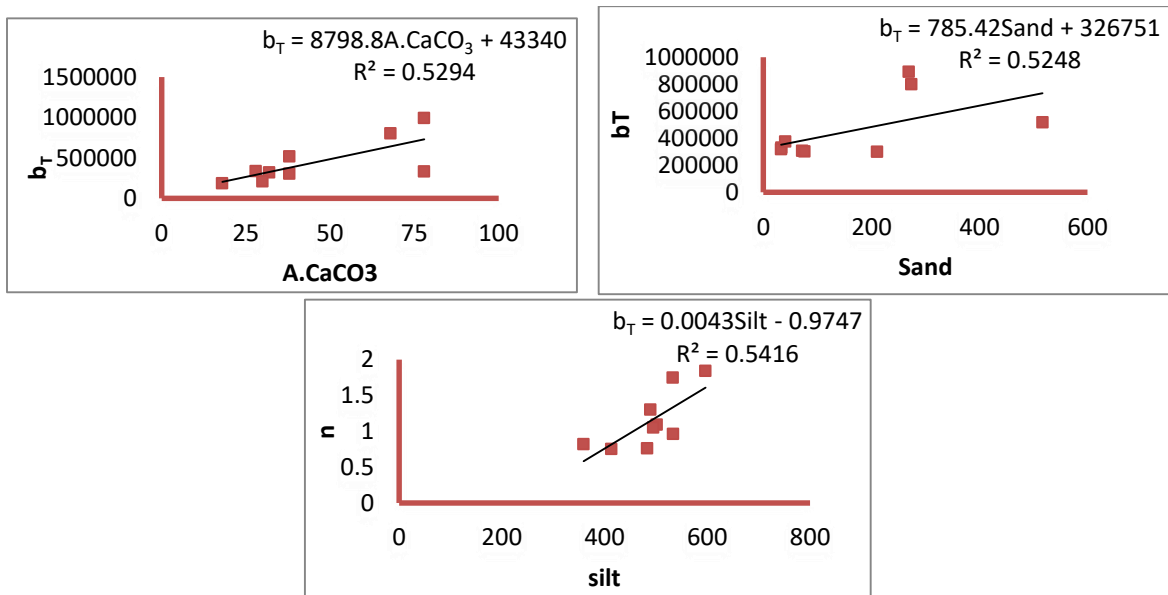 b_T = 8798.8A.CaCO₃ + 43340
R² = 0.5294
1500000
1000000
500000
0
b_T
0 25 50 75 100
A.CaCO3
b_T = 785.42Sand + 326751
R² = 0.5248
1000000
800000
600000
400000
200000
0
bT
0 200 400 600
Sand
b_T = 0.0043Silt - 0.9747
R² = 0.5416
2
1.5
1
0.5
0
n
0 200 400 600 800
silt